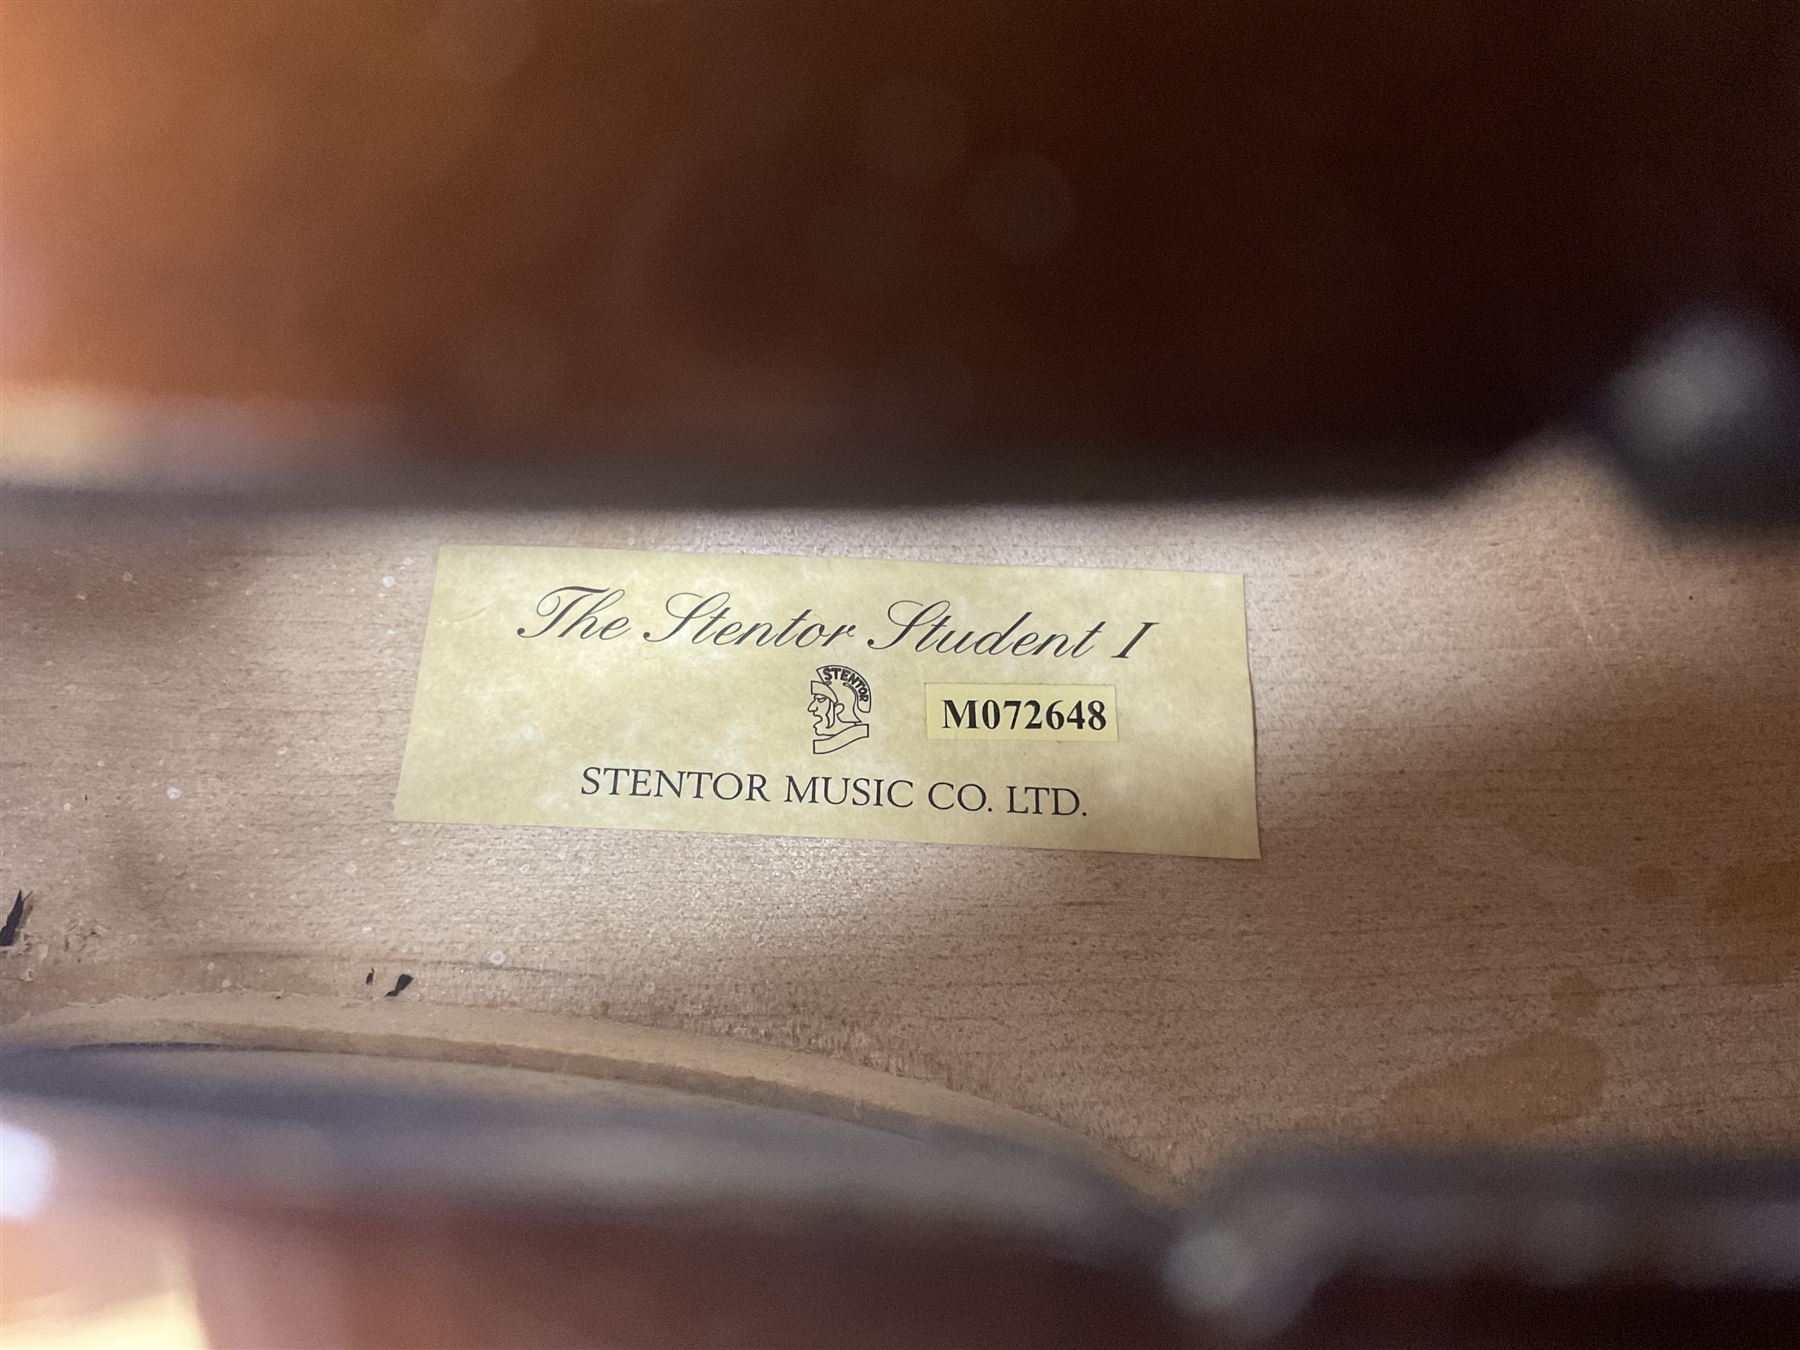 The Stentor Student I
STENTOR
M072648
STENTOR MUSIC CO. LTD.